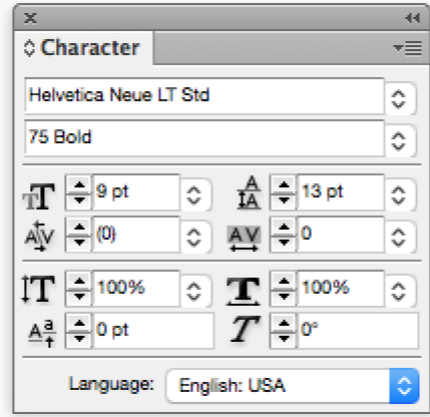 Character
Helvetica Neue LT Std
75 Bold
9 pt 13 pt
(0) 0
100% 100%
0 pt 0°
Language: English: USA